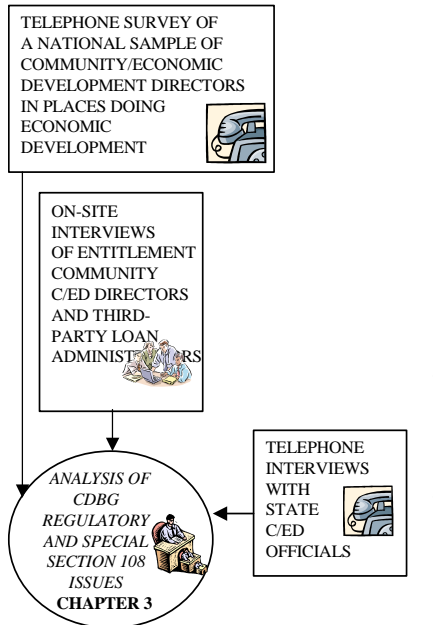 TELEPHONE SURVEY OF
A NATIONAL SAMPLE OF
COMMUNITY/ECONOMIC
DEVELOPMENT DIRECTORS
IN PLACES DOING
ECONOMIC
DEVELOPMENT
ON-SITE
INTERVIEWS
OF ENTITLEMENT
COMMUNITY
C/ED DIRECTORS
AND THIRD-
PARTY LOAN
ADMINISTRATORS
TELEPHONE
INTERVIEWS
WITH
STATE
C/ED
OFFICIALS
ANALYSIS OF
CDBG
REGULATORY
AND SPECIAL
SECTION 108
ISSUES
CHAPTER 3